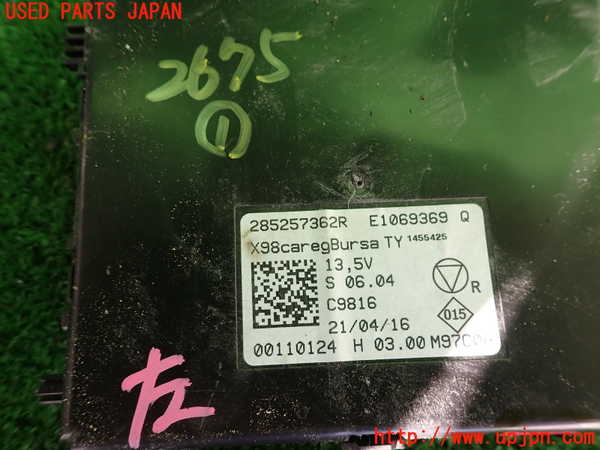 USED PARTS JAPAN
2675
①
285257362R E1069369 Q
X98caregBursa TY 1455425
13,5V
S 06.04
R
C9816
015
21/04/16
00110124 H 03.00
左
http://www.upjpn.com